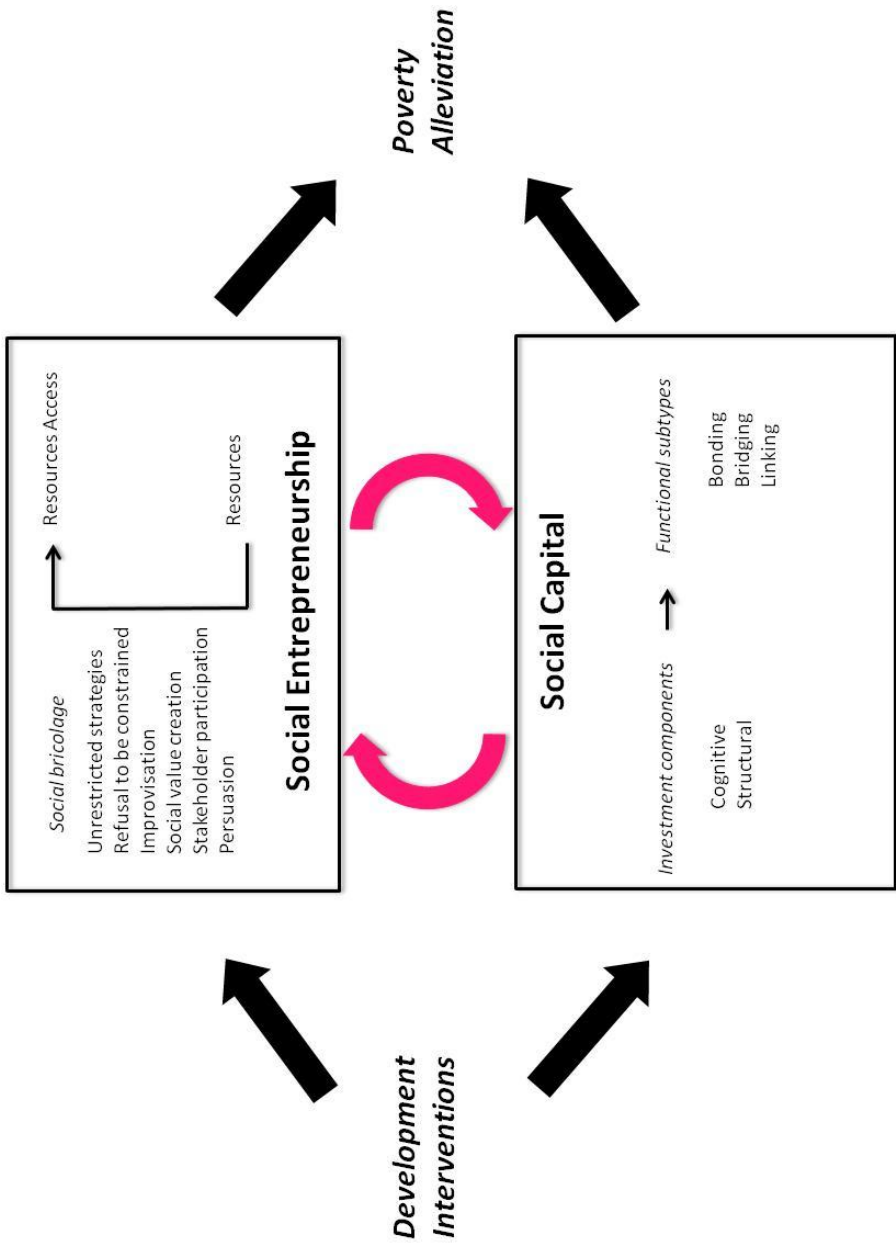 Development
Interventions
Social bricolage
Unrestricted strategies
Refusal to be constrained
Improvisation
Social value creation
Stakeholder participation
Persuasion
Resources Access
Resources
Social Entrepreneurship
Social Capital
Investment components
Cognitive
Structural
Functional subtypes
Bonding
Bridging
Linking
Poverty
Alleviation